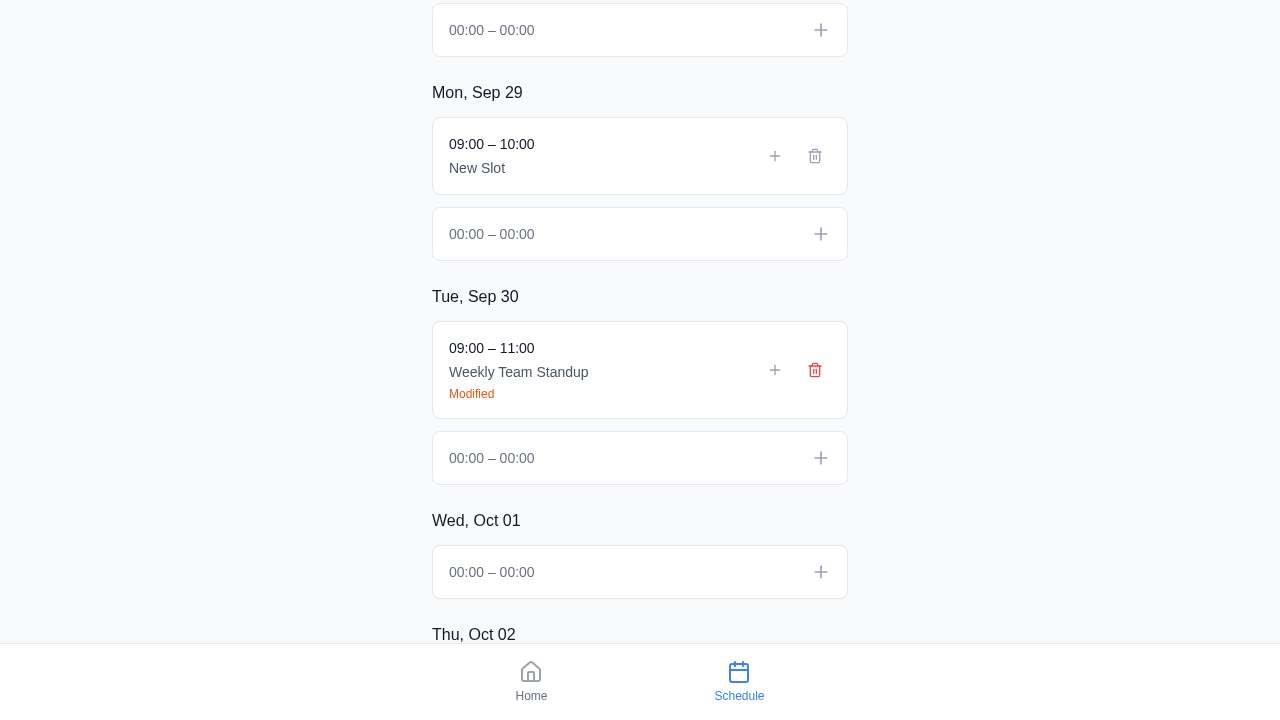 00:00 – 00:00
Mon, Sep 29
09:00 – 10:00
New Slot
00:00 – 00:00
Tue, Sep 30
09:00 – 11:00
Weekly Team Standup
Modified
00:00 – 00:00
Wed, Oct 01
00:00 – 00:00
Thu, Oct 02
Home
Schedule